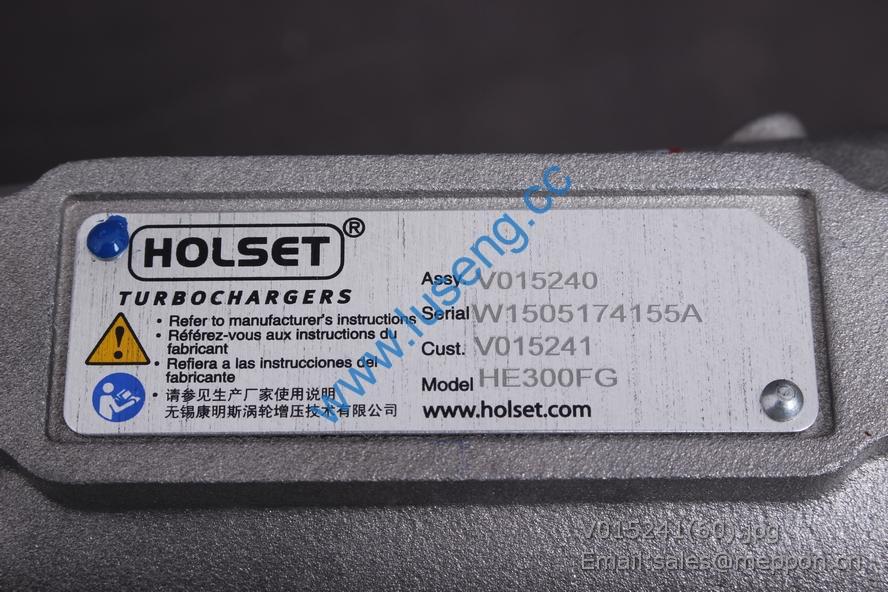 HOLSET®
TURBOCHARGERS
• Refer to manufacturer's instructions
• Référez-vous aux instructions du
fabricant
• Refiera a las instrucciones del
fabricante
• 请参见生产厂家使用说明
无锡康明斯涡轮增压技术有限公司
Assy V015240
Serial W1505174155A
Cust. V015241
Model HE300FG
www.holset.com
www.luseng.cc
V015241(60).jpg
Email:sales@meppon.cn